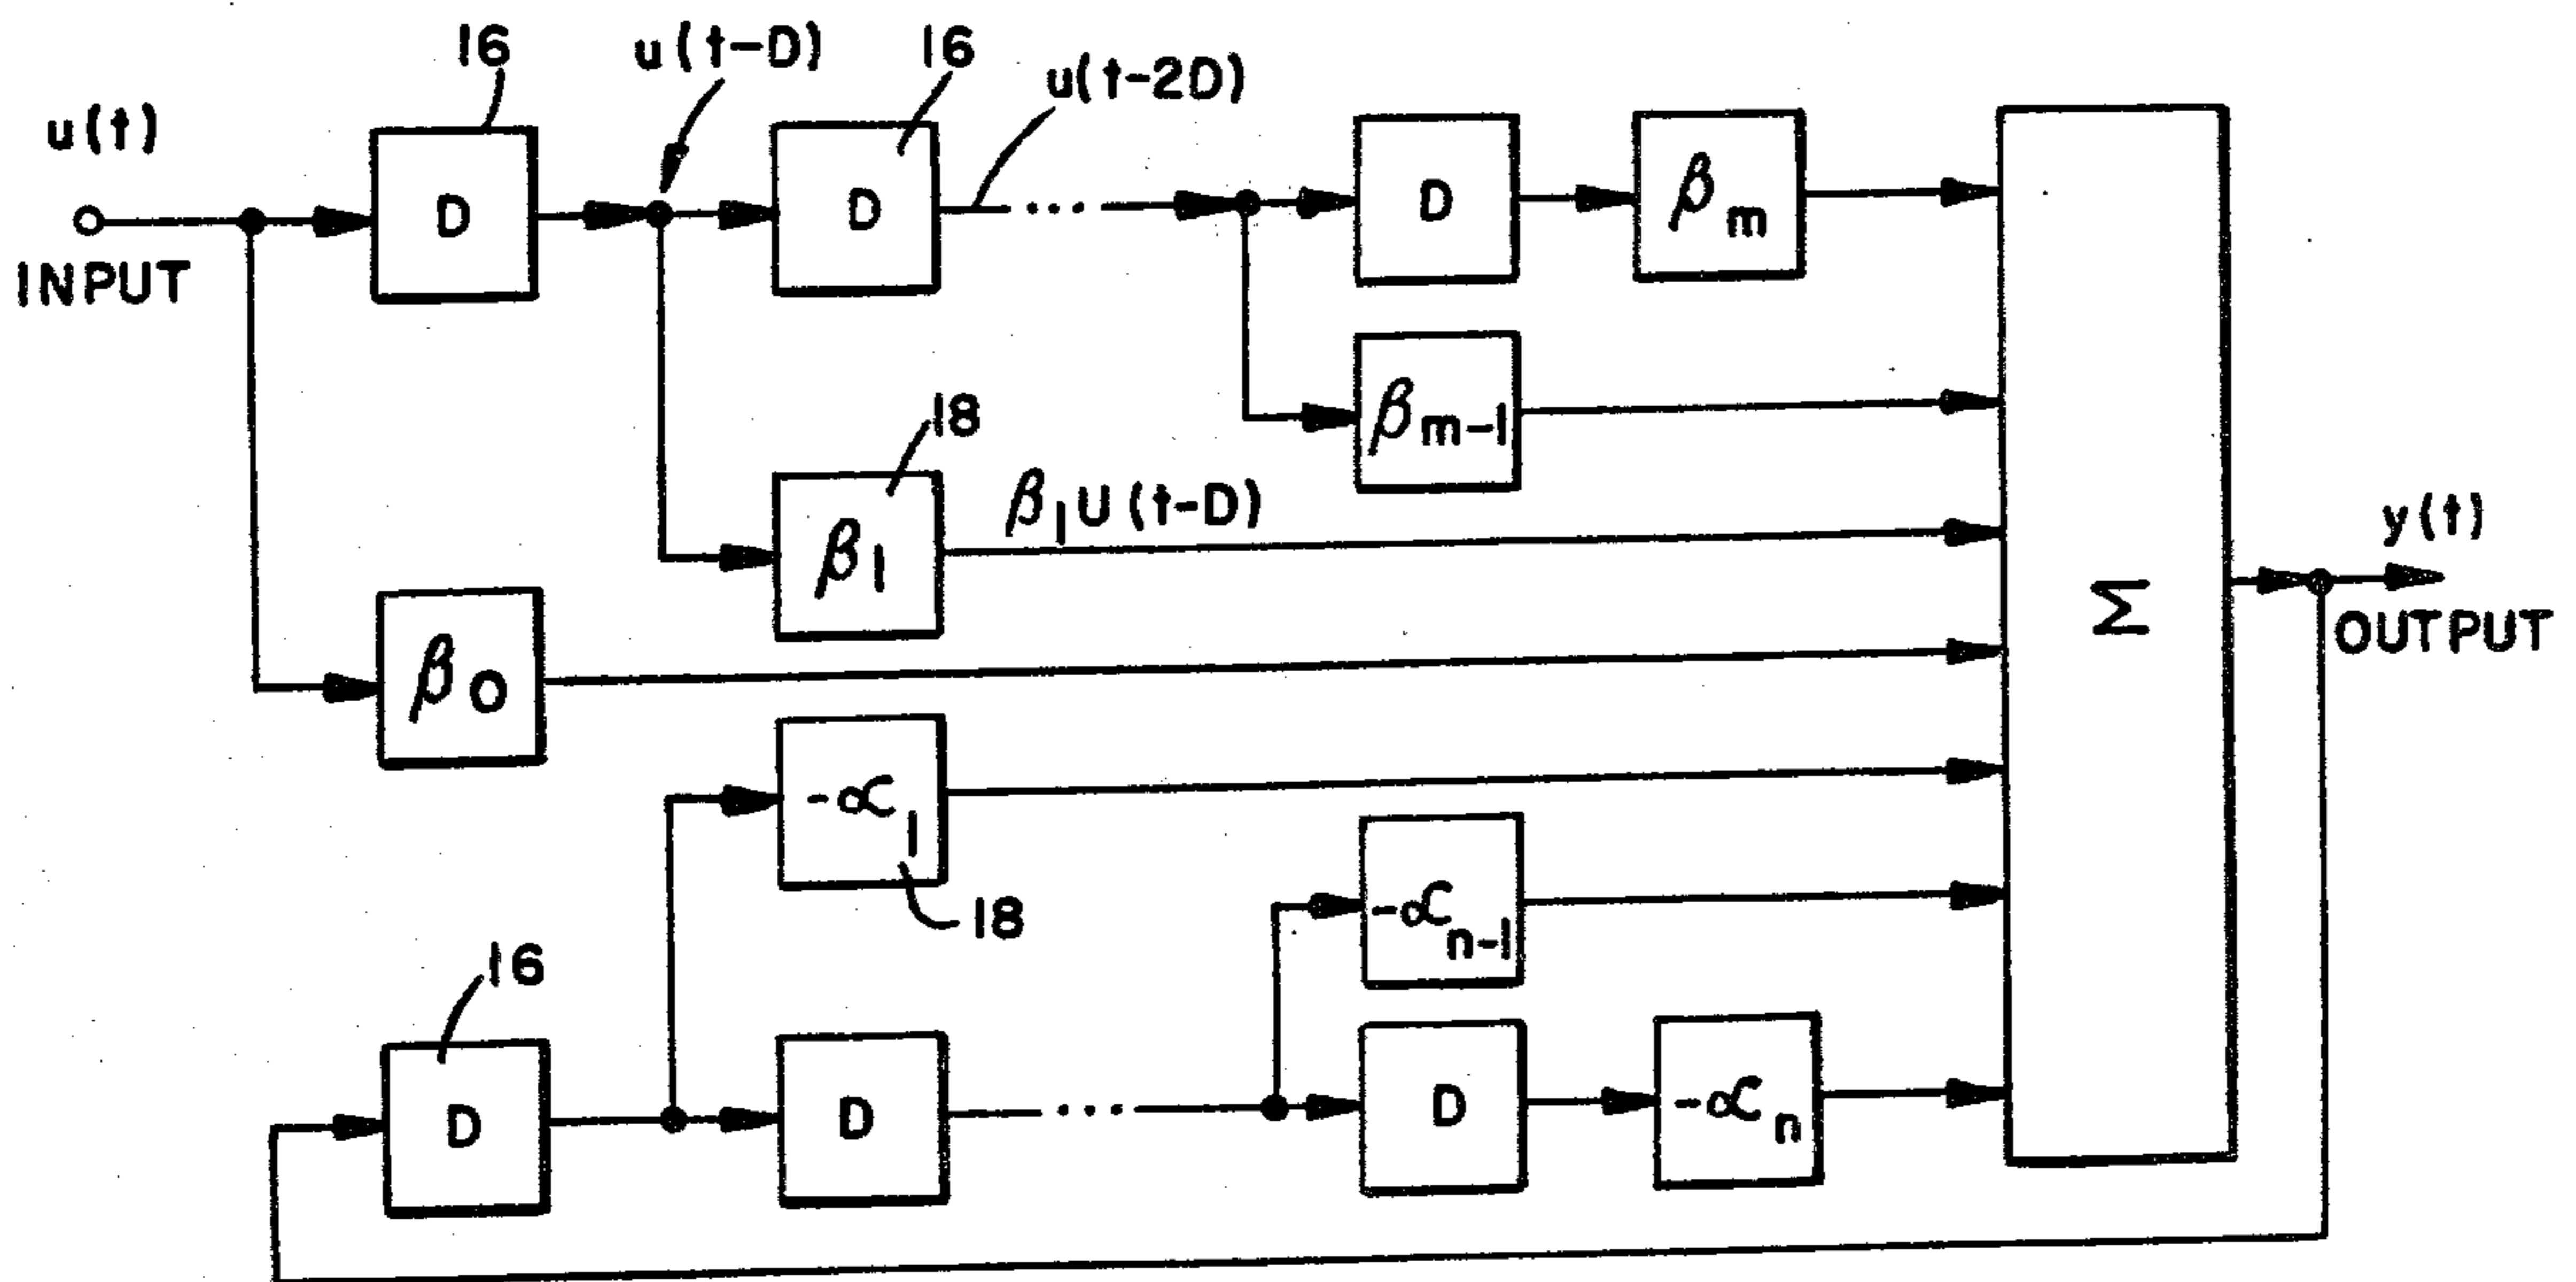 16
u(t-D)
16
u(t-2D)
u(t)
INPUT
D
D
D
βm
βm-1
18
β1
β1U(t-D)
β0
Σ
y(t)
OUTPUT
-α1
18
-αn-1
16
D
D
D
-αn